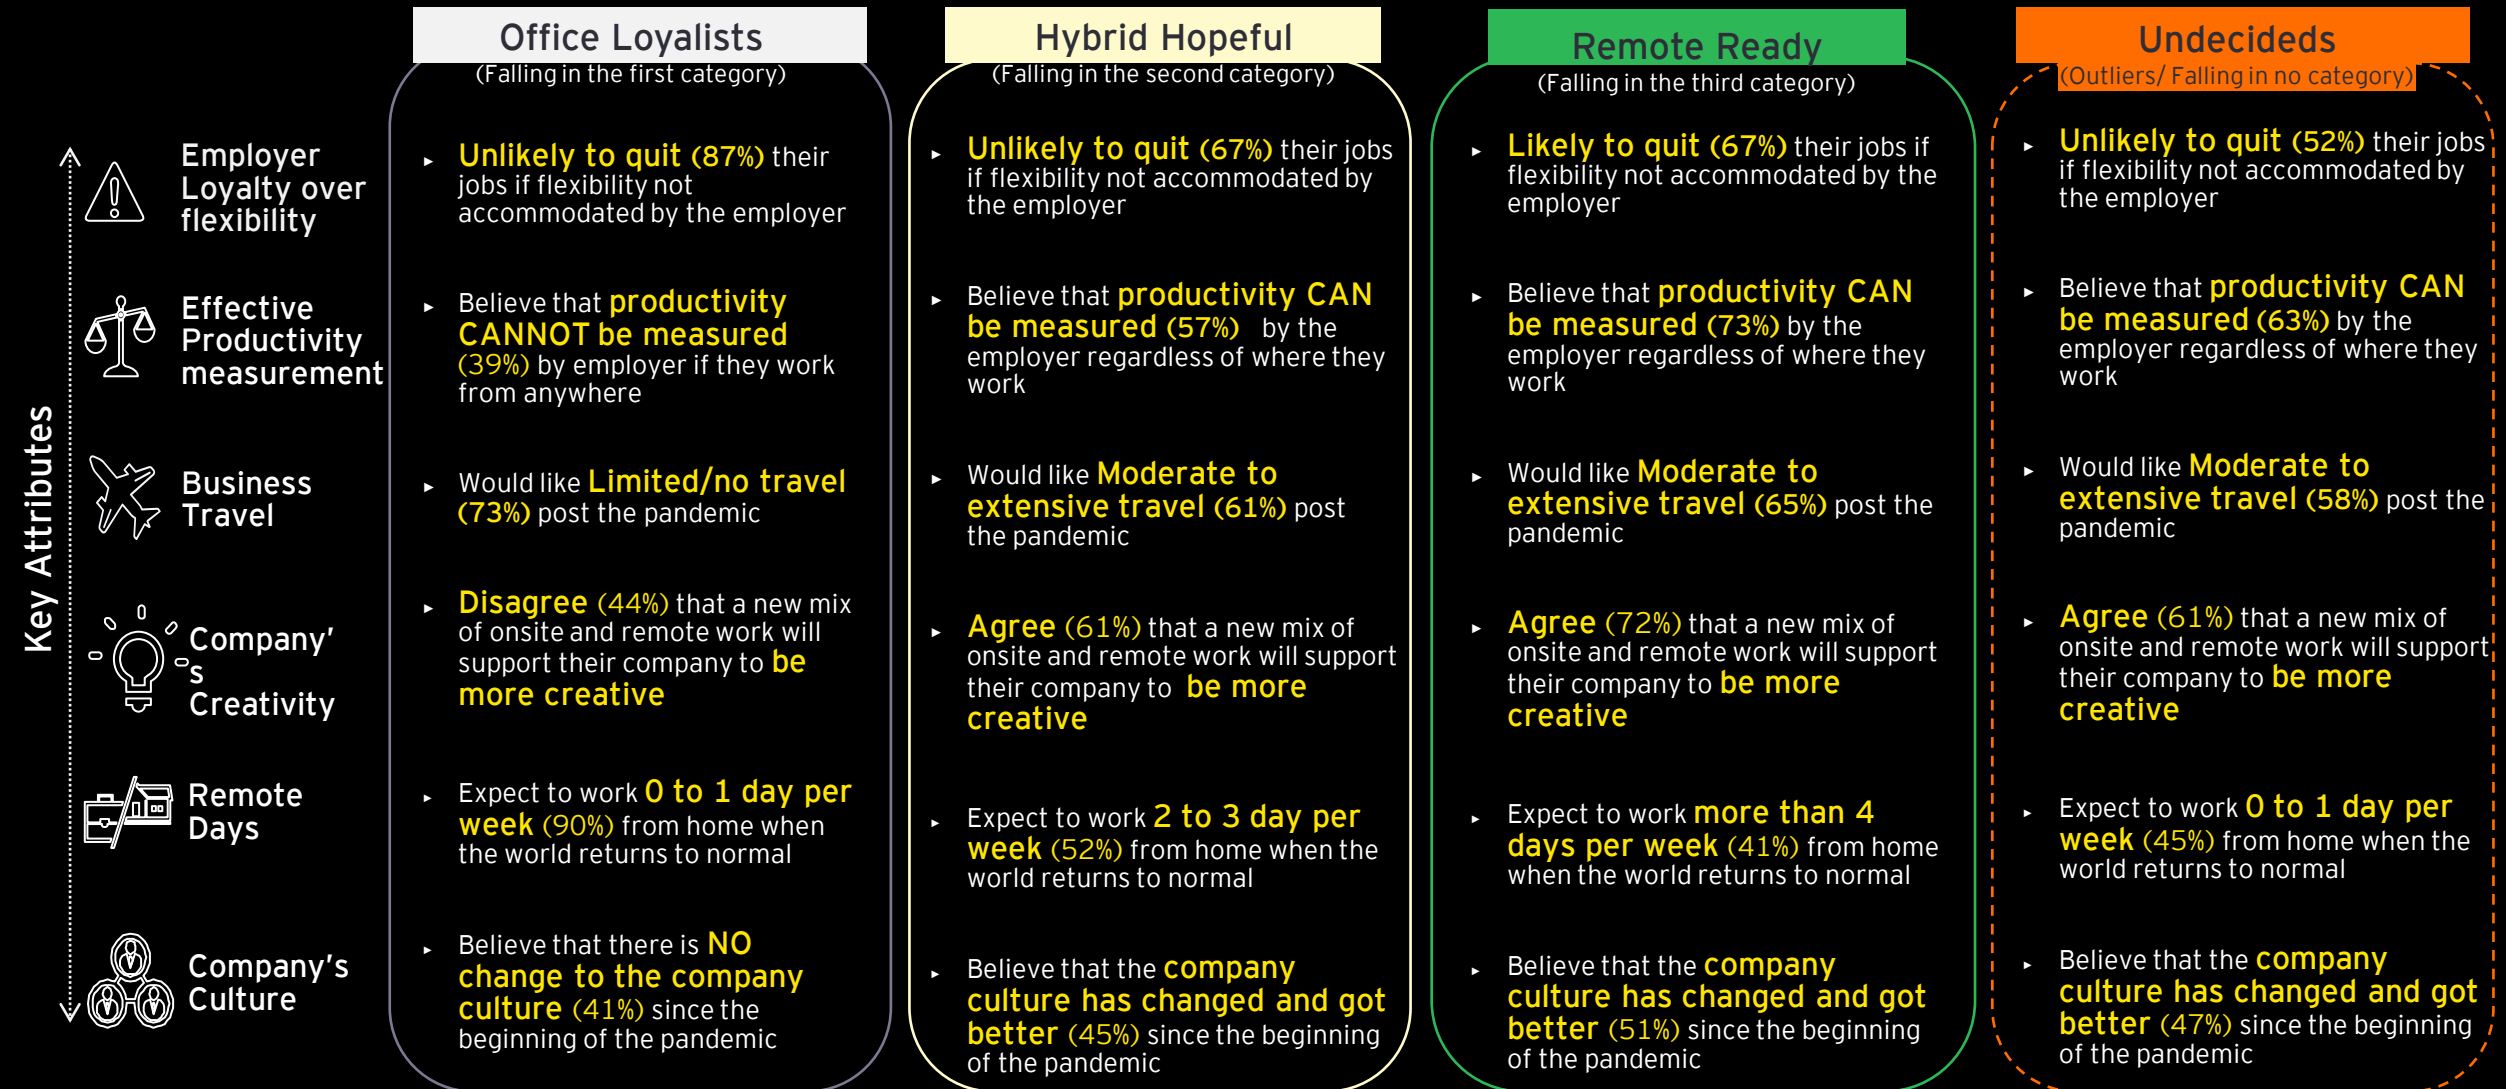 Office Loyalists
(Falling in the first category)
Hybrid Hopeful
(Falling in the second category)
Remote Ready
(Falling in the third category)
Undecideds
(Outliers/ Falling in no category)
Key Attributes
Employer
Loyalty over
flexibility
▸ Unlikely to quit (87%) their
jobs if flexibility not
accommodated by the employer
▸ Unlikely to quit (67%) their jobs
if flexibility not accommodated by
the employer
▸ Likely to quit (67%) their jobs if
flexibility not accommodated by the
employer
▸ Unlikely to quit (52%) their jobs
if flexibility not accommodated by
the employer
Effective
Productivity
measurement
▸ Believe that productivity
CANNOT be measured
(39%) by employer if they work
from anywhere
▸ Believe that productivity CAN
be measured (57%) by the
employer regardless of where they
work
▸ Believe that productivity CAN
be measured (73%) by the
employer regardless of where they
work
▸ Believe that productivity CAN
be measured (63%) by the
employer regardless of where they
work
Business
Travel
▸ Would like Limited/no travel
(73%) post the pandemic
▸ Would like Moderate to
extensive travel (61%) post
the pandemic
▸ Would like Moderate to
extensive travel (65%) post the
pandemic
▸ Would like Moderate to
extensive travel (58%) post the
pandemic
Company'
s
Creativity
▸ Disagree (44%) that a new mix
of onsite and remote work will
support their company to be
more creative
▸ Agree (61%) that a new mix of
onsite and remote work will support
their company to be more
creative
▸ Agree (72%) that a new mix of
onsite and remote work will support
their company to be more
creative
▸ Agree (61%) that a new mix of
onsite and remote work will support
their company to be more
creative
Remote
Days
▸ Expect to work 0 to 1 day per
week (90%) from home when
the world returns to normal
▸ Expect to work 2 to 3 day per
week (52%) from home when the
world returns to normal
▸ Expect to work more than 4
days per week (41%) from home
when the world returns to normal
▸ Expect to work 0 to 1 day per
week (45%) from home when the
world returns to normal
Company's
Culture
▸ Believe that there is NO
change to the company
culture (41%) since the
beginning of the pandemic
▸ Believe that the company
culture has changed and got
better (45%) since the beginning
of the pandemic
▸ Believe that the company
culture has changed and got
better (51%) since the beginning
of the pandemic
▸ Believe that the company
culture has changed and got
better (47%) since the beginning
of the pandemic